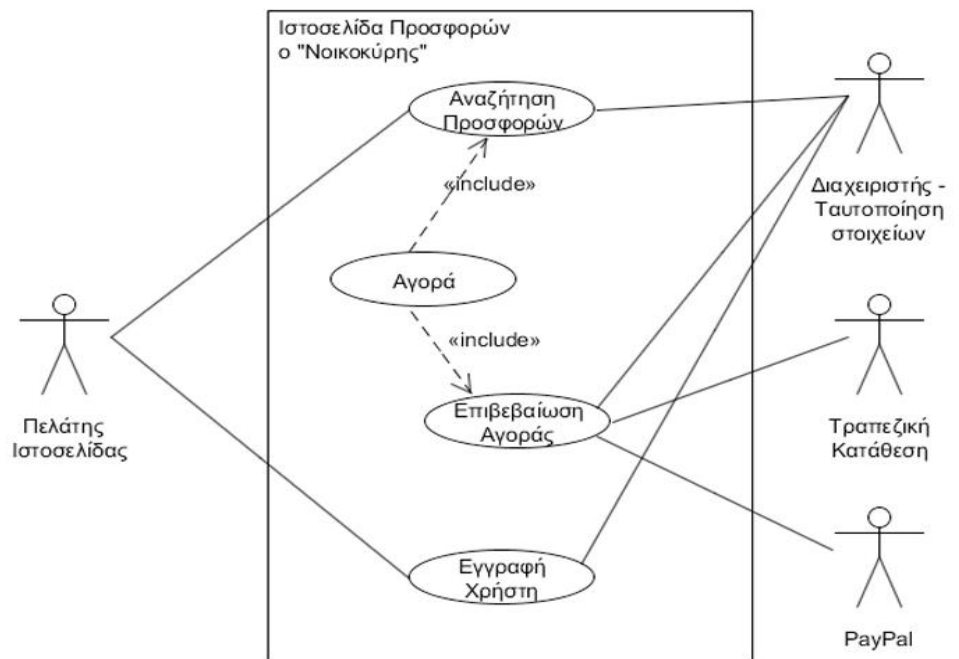 Ιστοσελίδα Προσφορών
ο "Νοικοκύρης"
Αναζήτηση
Προσφορών
«include»
Αγορά
«include»
Επιβεβαίωση
Αγοράς
Εγγραφή
Χρήστη
Πελάτης
Ιστοσελίδας
Διαχειριστής -
Ταυτοποίηση
στοιχείων
Τραπεζική
Κατάθεση
PayPal